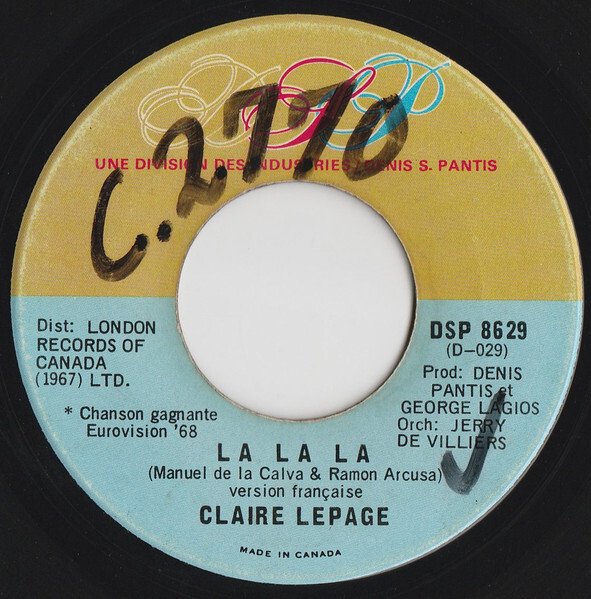 DSP
C.2770
UNE DIVISION DES INDUSTRIES DENIS S. PANTIS
Dist: LONDON
RECORDS OF
CANADA
(1967) LTD.
* Chanson gagnante
Eurovision '68
DSP 8629
(D-029)
Prod: DENIS
PANTIS et
GEORGE LAGIOS
Orch: JERRY
DE VILLIERS
LA LA LA
(Manuel de la Calva & Ramon Arcusa)
version française
CLAIRE LEPAGE
MADE IN CANADA